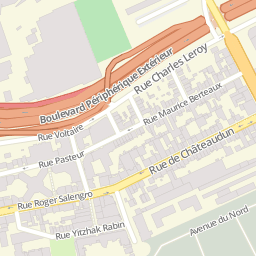 Boulevard Périphérique Extérieur
Rue Charles Leroy
Rue Voltaire
Rue Maurice Berteaux
Rue Pasteur
Rue de Châteaudun
Rue Roger Salengro
Rue Yitzhak Rabin
Avenue du Nord